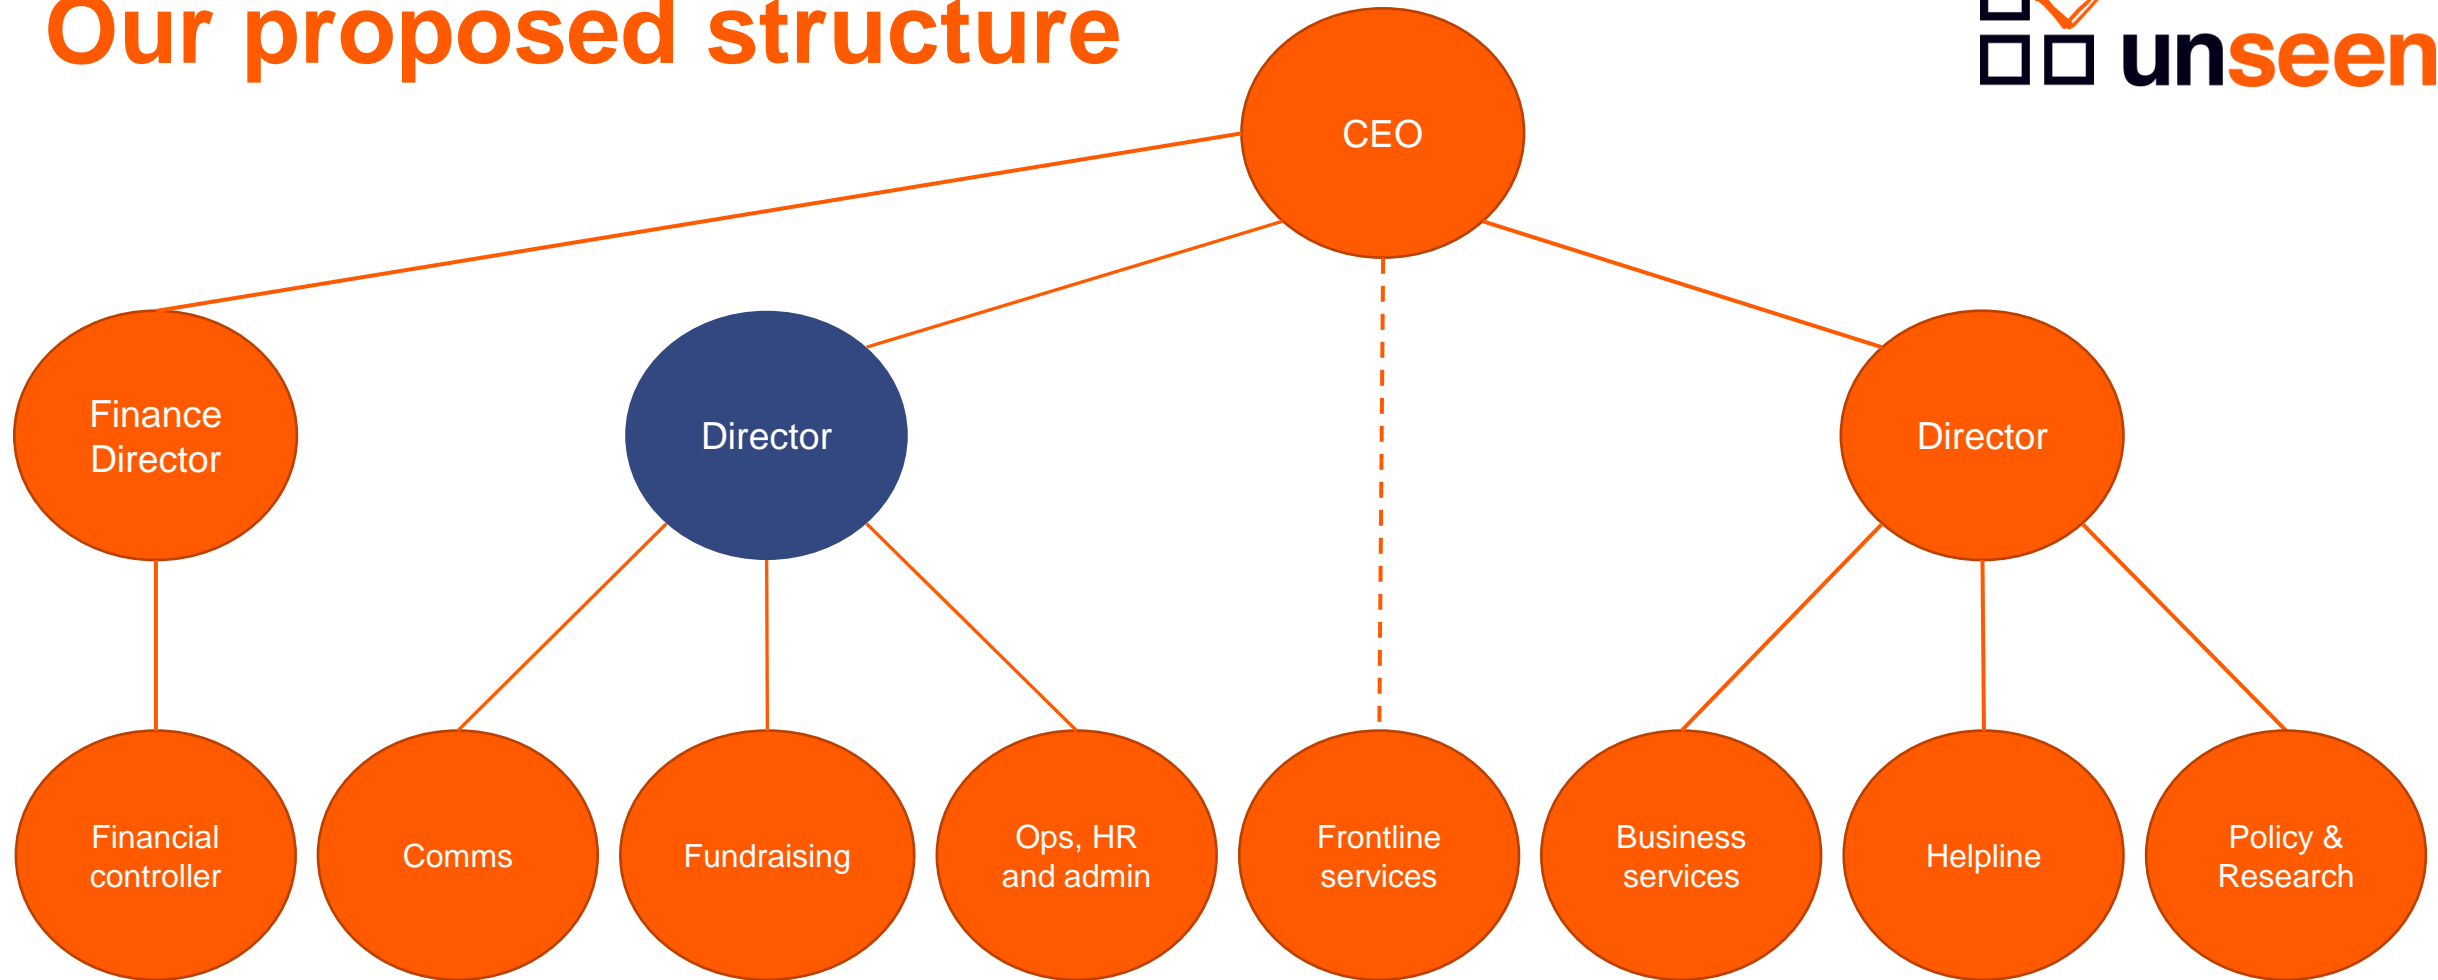 Our proposed structure
unseen
CEO
Finance
Director
Director
Director
Financial
controller
Comms
Fundraising
Ops, HR
and admin
Frontline
services
Business
services
Helpline
Policy &
Research